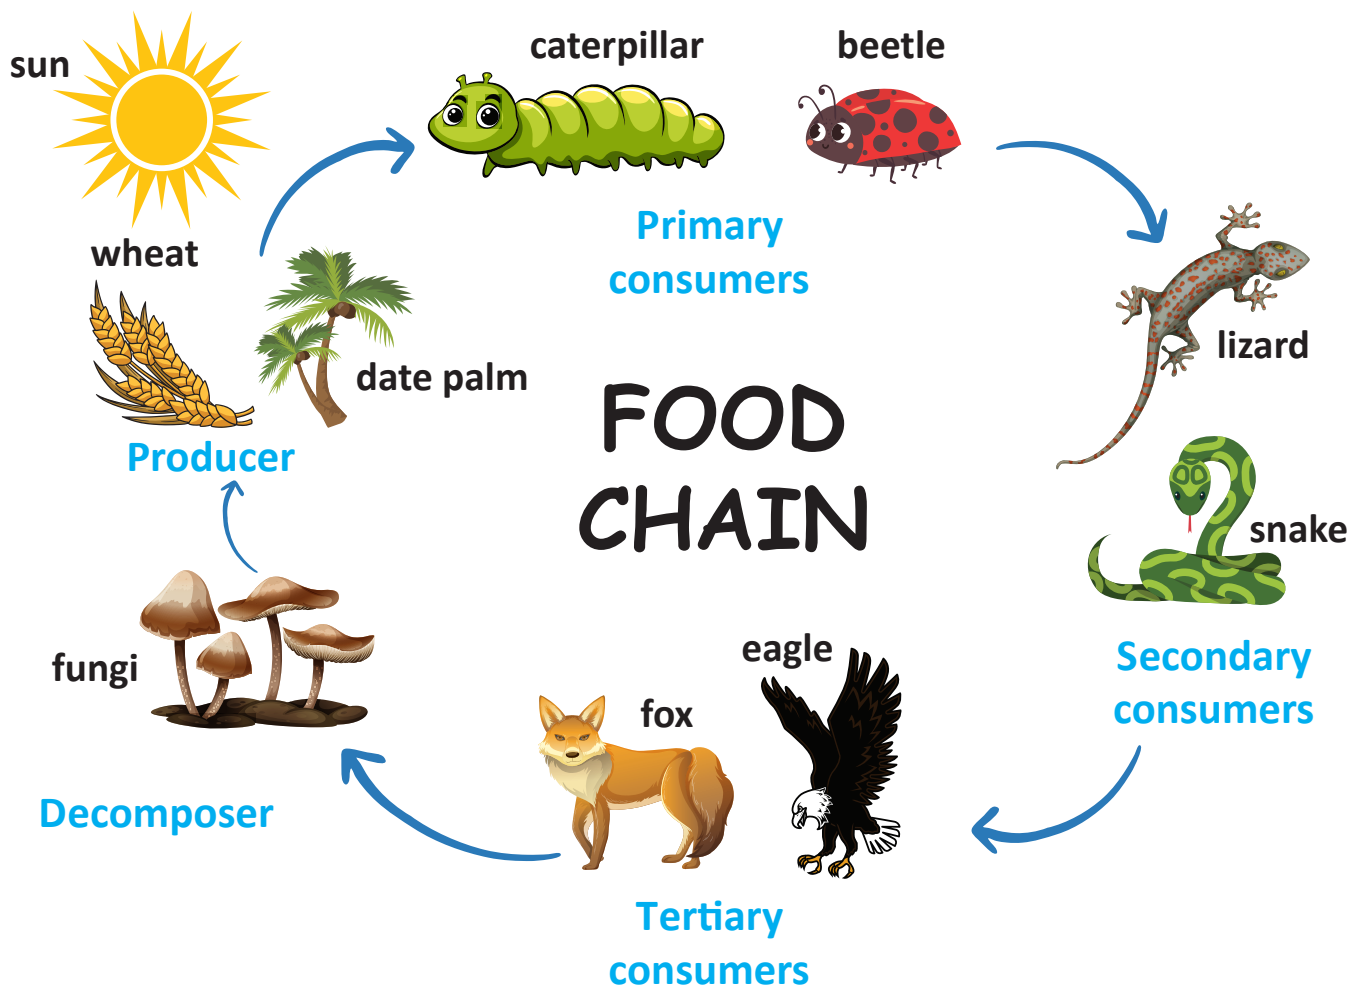 sun
caterpillar
beetle
Primary
consumers
wheat
date palm
Producer
lizard
FOOD
CHAIN
snake
Secondary
consumers
eagle
fox
Tertiary
consumers
fungi
Decomposer